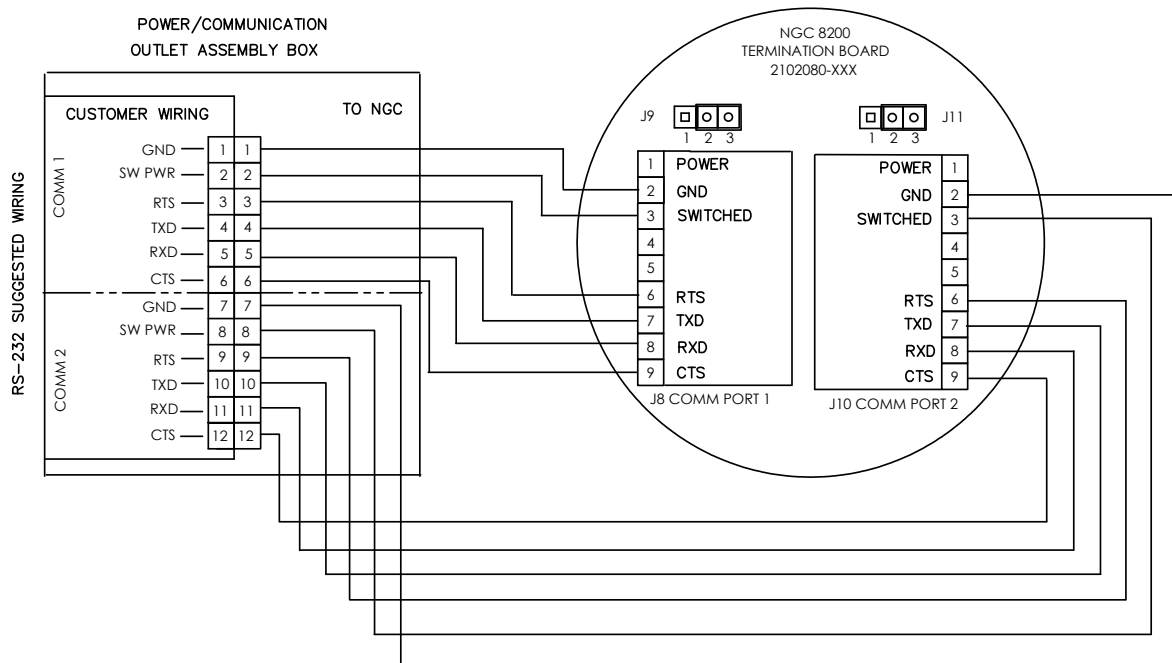 POWER/COMMUNICATION
OUTLET ASSEMBLY BOX
CUSTOMER WIRING
TO NGC
RS-232 SUGGESTED WIRING
COMM 1
GND 1 1
SW PWR 2 2
RTS 3 3
TXD 4 4
RXD 5 5
CTS 6 6
COMM 2
GND 7 7
SW PWR 8 8
RTS 9 9
TXD 10 10
RXD 11 11
CTS 12 12
NGC 8200
TERMINATION BOARD
2102080-XXX
J9
1 2 3
J11
1 2 3
1 POWER
2 GND
3 SWITCHED
4
5
6 RTS
7 TXD
8 RXD
9 CTS
J8 COMM PORT 1
POWER 1
GND 2
SWITCHED 3
4
5
RTS 6
TXD 7
RXD 8
CTS 9
J10 COMM PORT 2